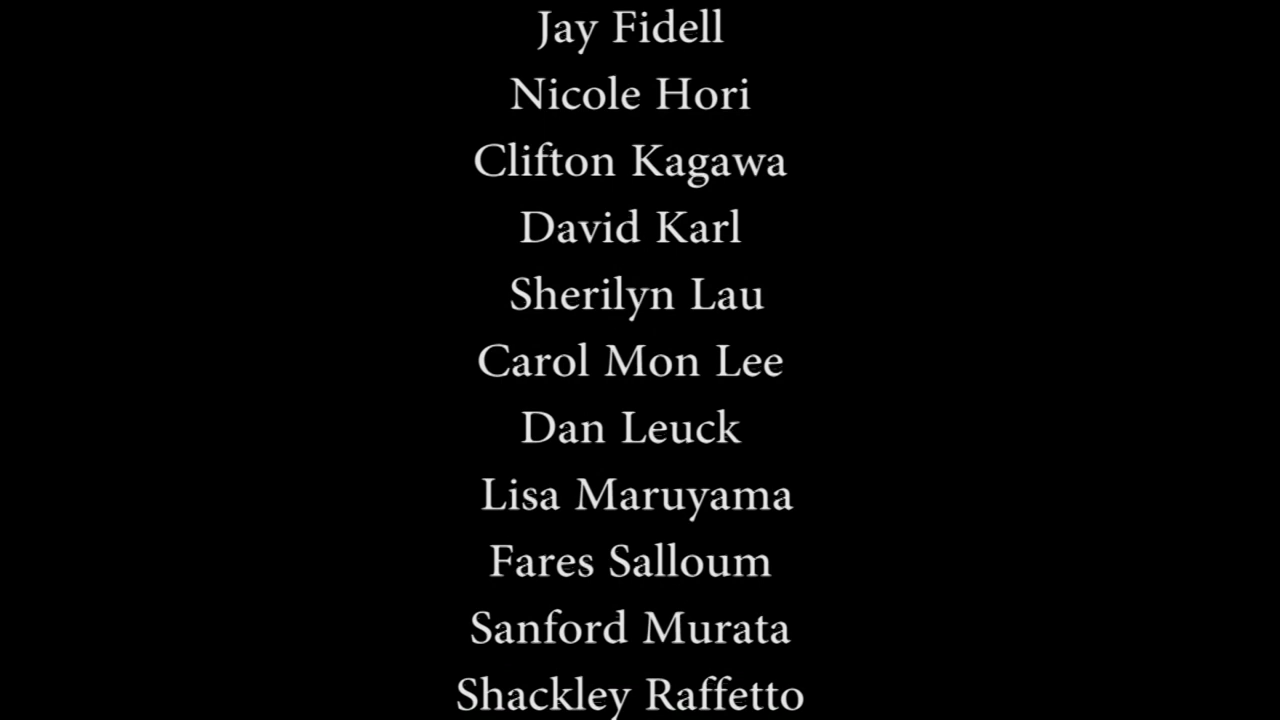 Jay Fidell
Nicole Hori
Clifton Kagawa
David Karl
Sherilyn Lau
Carol Mon Lee
Dan Leuck
Lisa Maruyama
Fares Salloum
Sanford Murata
Shackley Raffetto